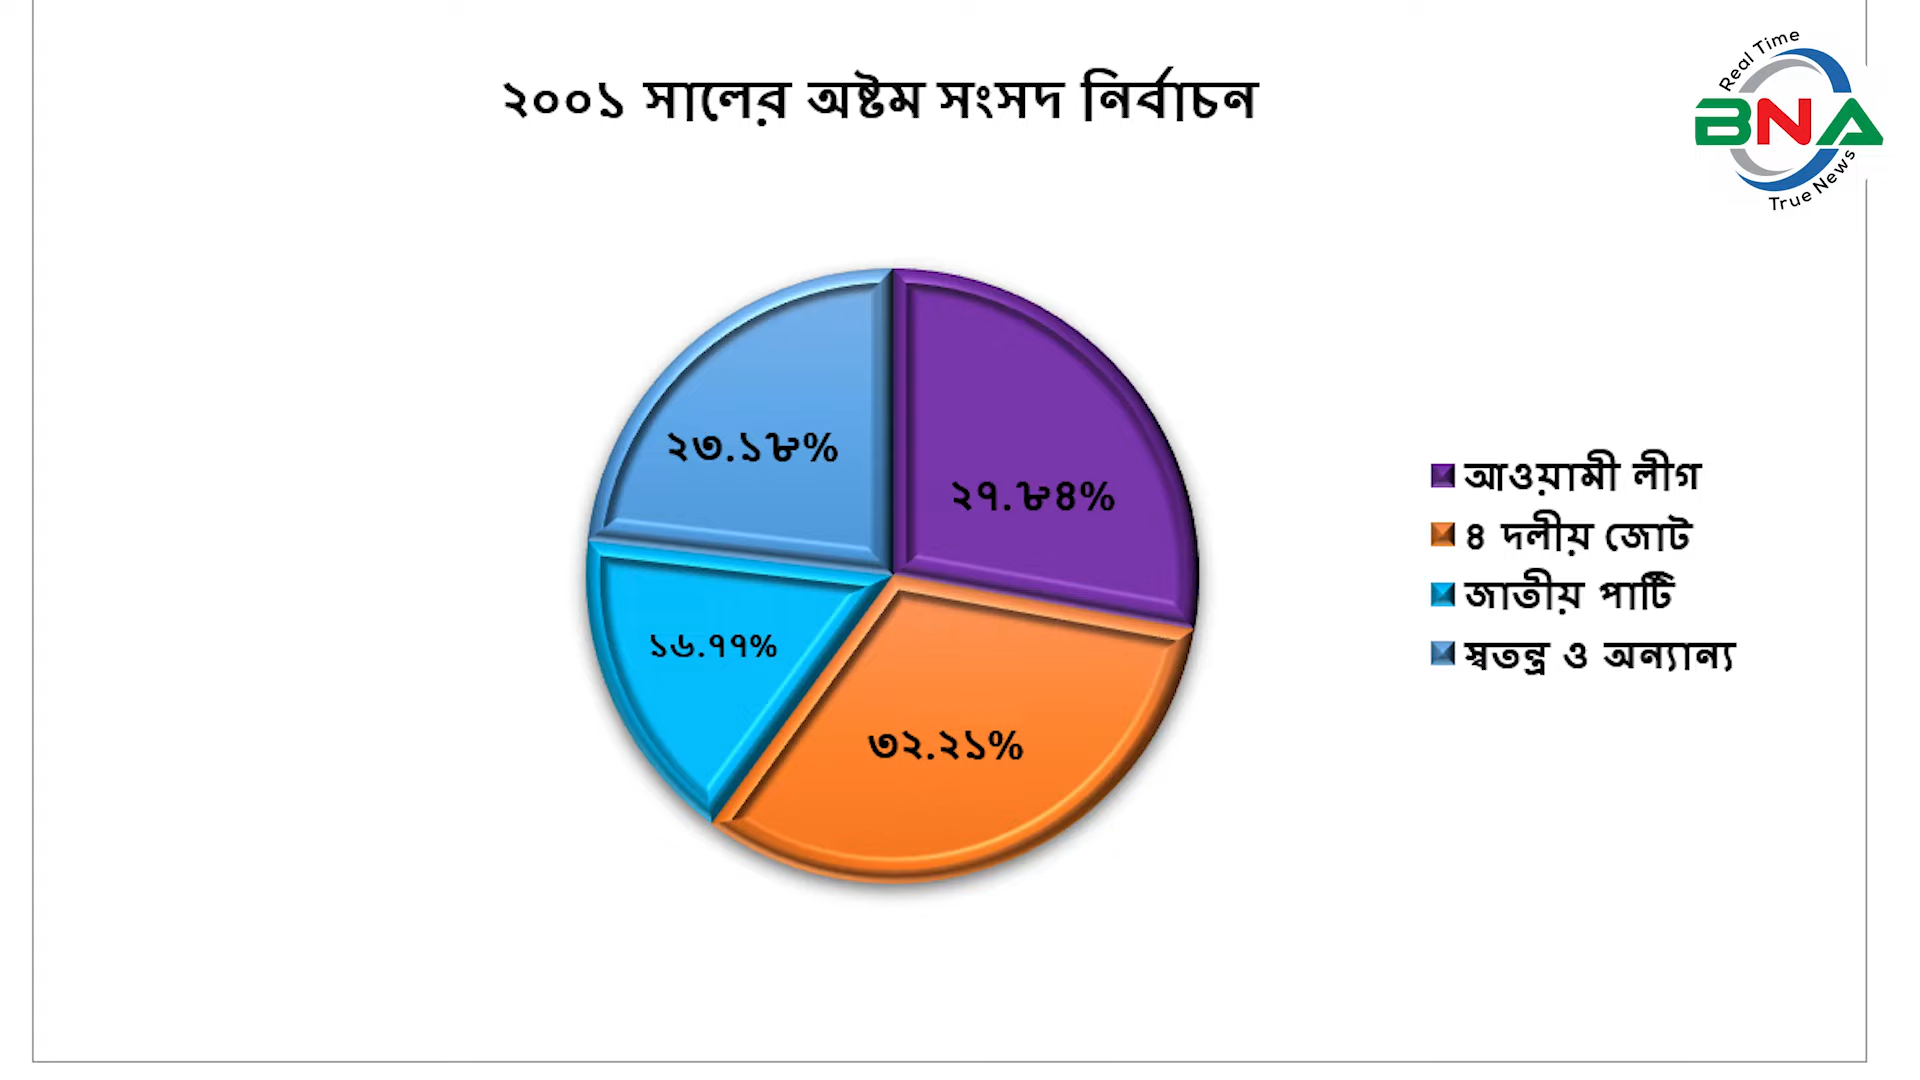 ২০০১ সালের অষ্টম সংসদ নির্বাচন
Real Time
BNA
True News
২৩.১৮%
২৭.৮৪%
১৬.৭৭%
৩২.২১%
আওয়ামী লীগ
৪ দলীয় জোট
জাতীয় পার্টি
স্বতন্ত্র ও অন্যান্য